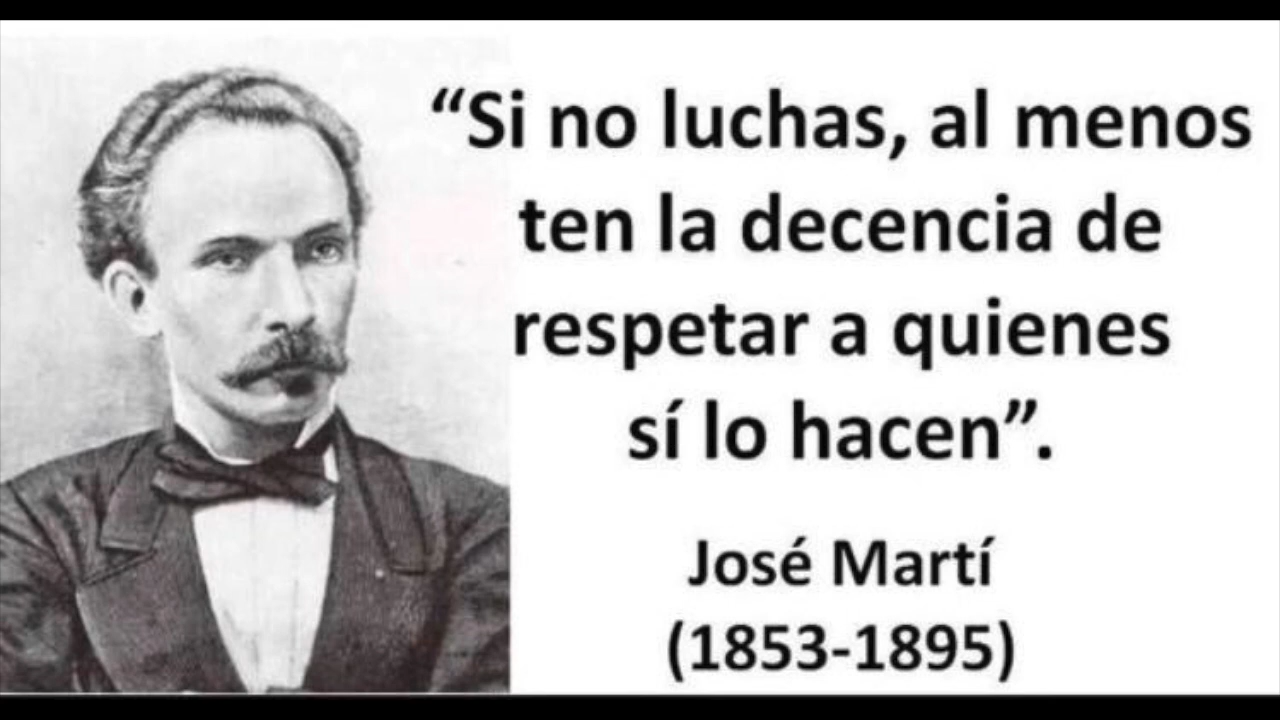 “Si no luchas, al menos
ten la decencia de
respetar a quienes
sí lo hacen”.
José Martí
(1853-1895)